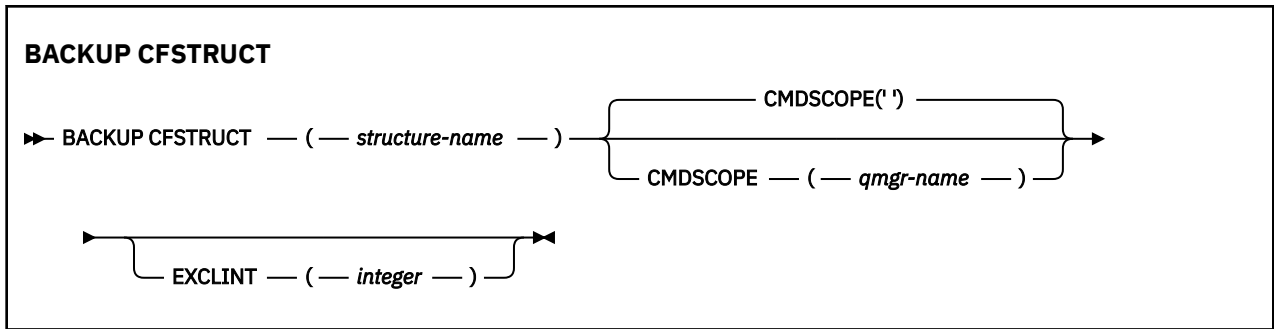 BACKUP CFSTRUCT
CMDSCOPE(' ')
BACKUP CFSTRUCT ( structure-name )
CMDSCOPE ( qmgr-name )
EXCLINT ( integer )